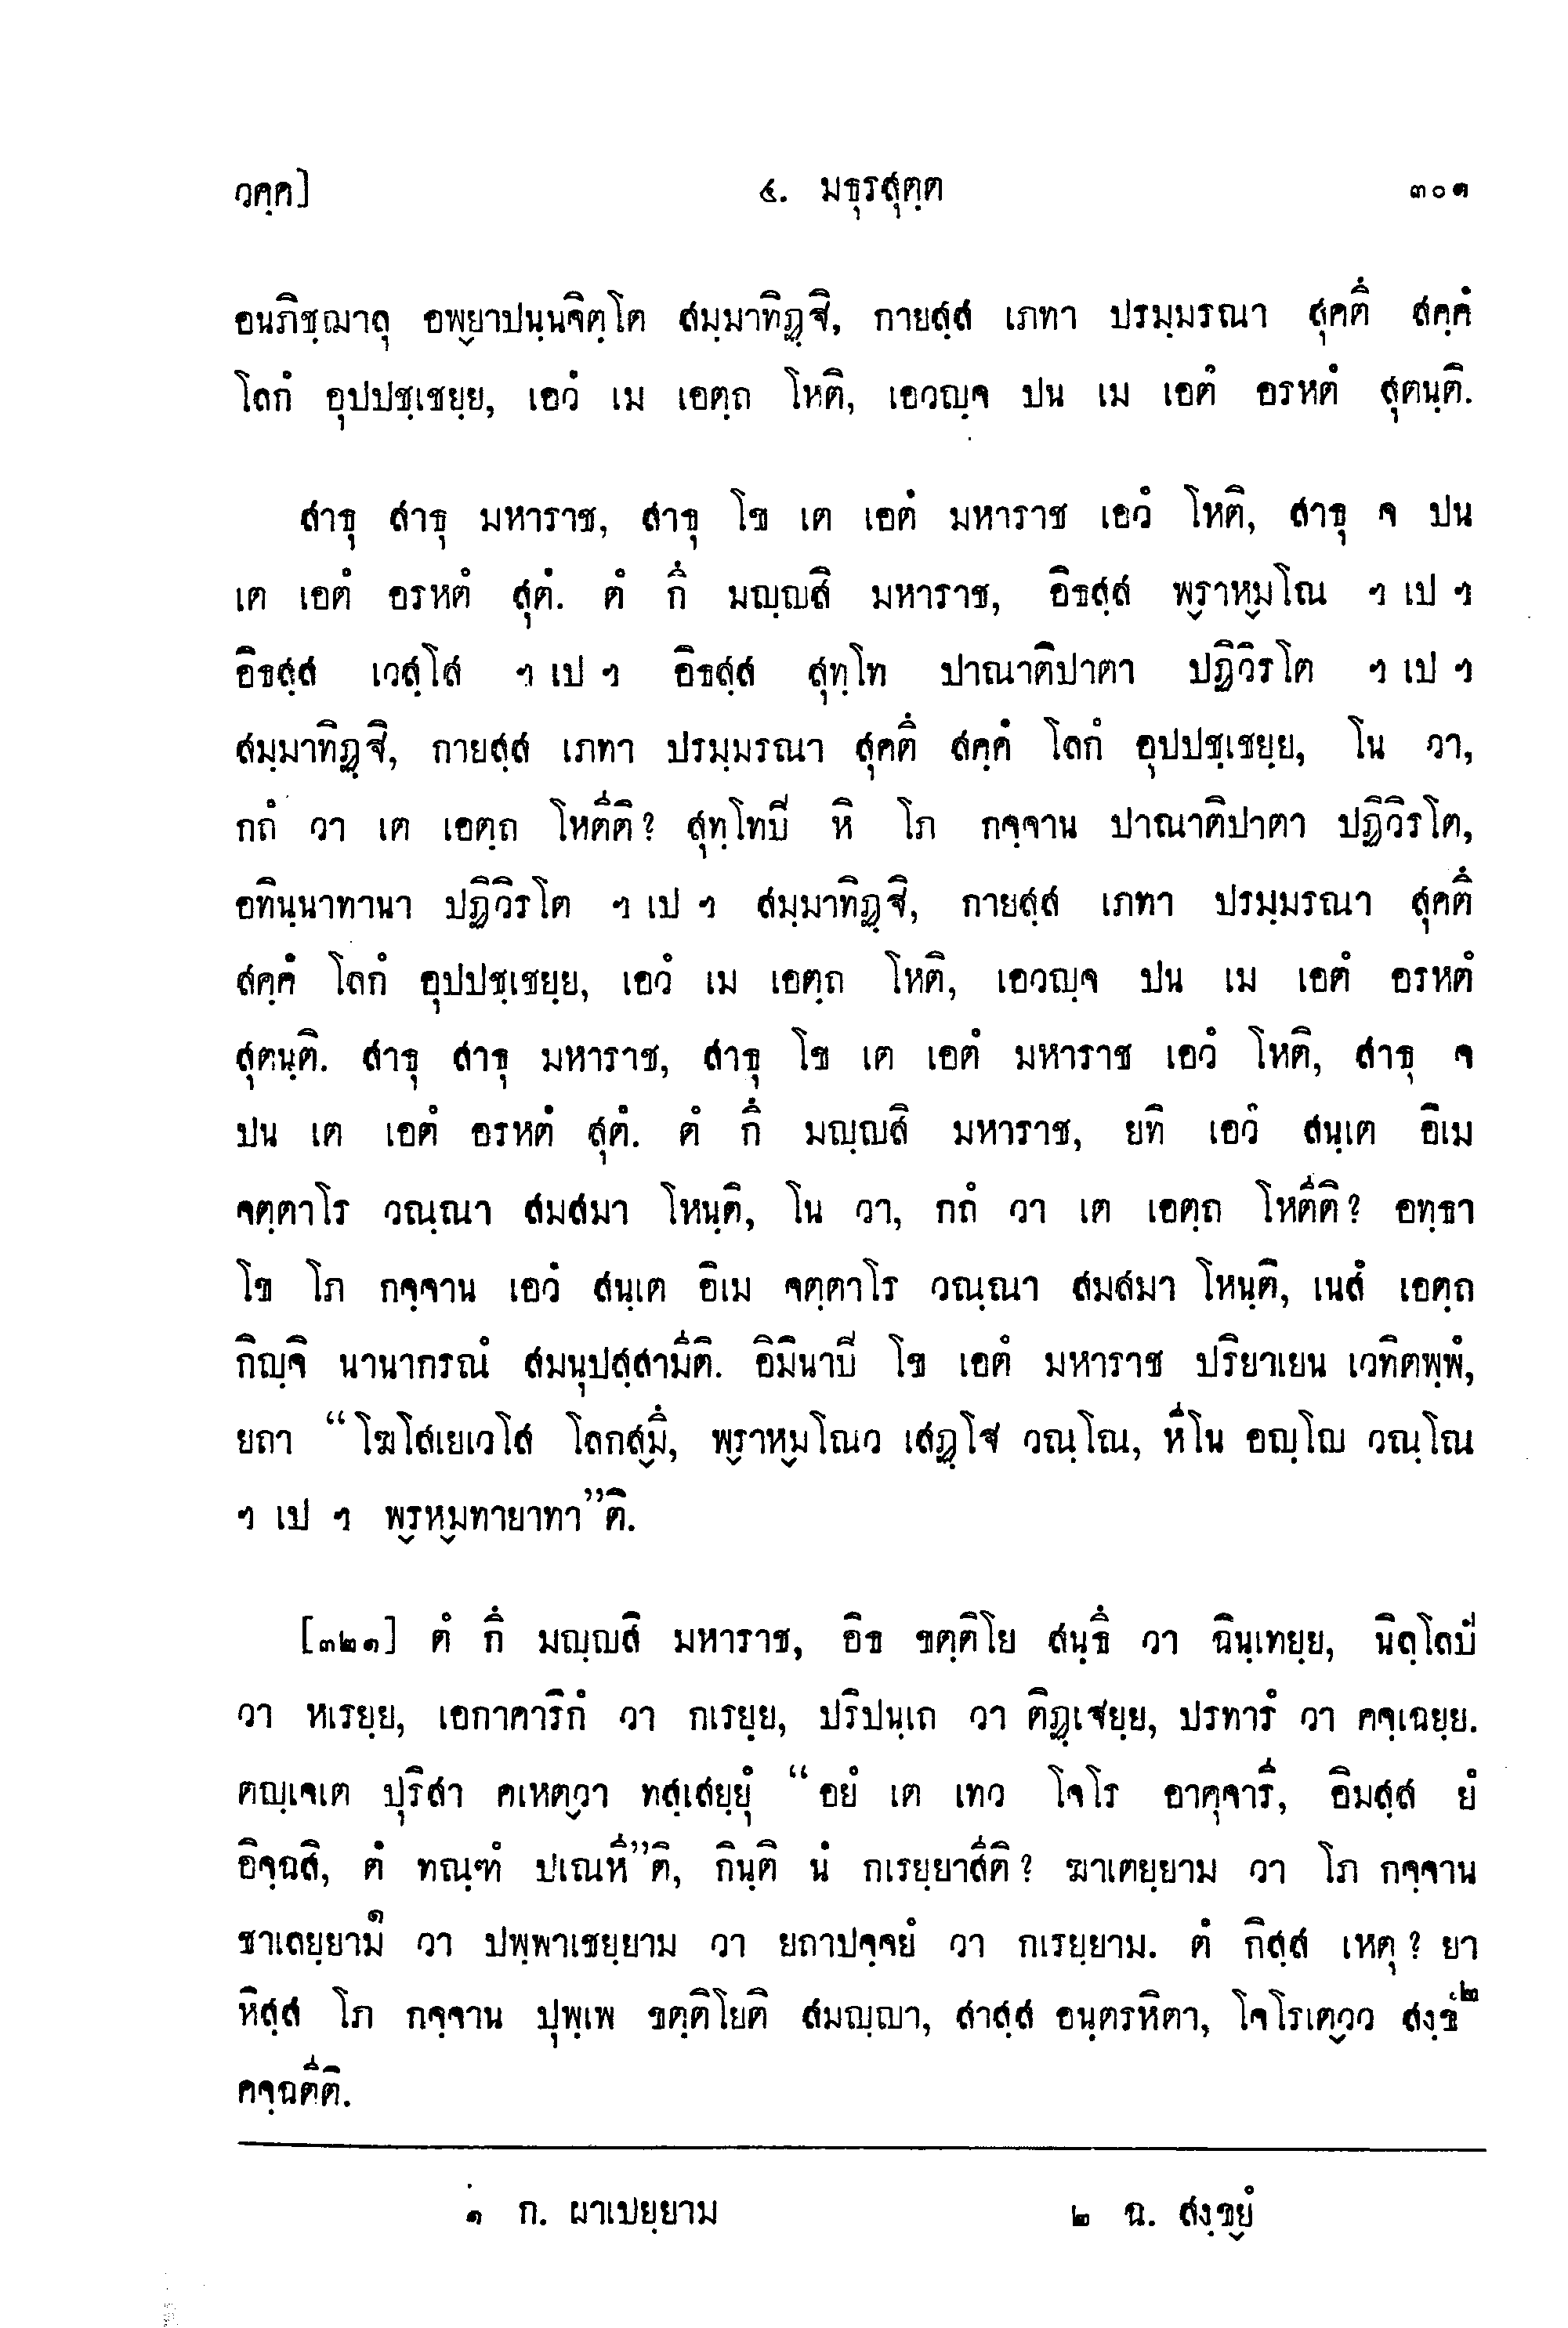 วคฺค]
๔. มธุรสุตฺต
๓๐๑
อนภิชฺฌาลุ อพฺยาปนฺนจิตฺโต สมฺมาทิฏฺฐิ, กายสฺส เภทา ปรมฺมรณา สุคตึ สคฺคํ
โลกํ อุปปชฺเชยฺย, เอวํ เม เอตฺถ โหติ, เอวญฺจ ปน เม เอตํ อรหตํ สุตนฺติ.
สาธุ สาธุ มหาราช, สาธุ โข เต เอตํ มหาราช เอวํ โหติ, สาธุ จ ปน
เต เอตํ อรหตํ สุตํ. ตํ กึ มญฺญสิ มหาราช, อิธสฺส พฺราหฺมโณ ฯ เป ฯ
อิธสฺส เวสฺโส ฯ เป ฯ อิธสฺส สุทฺโท ปาณาติปาตา ปฏิวิรโต ฯ เป ฯ
สมฺมาทิฏฺฐิ, กายสฺส เภทา ปรมฺมรณา สุคตึ สคฺคํ โลกํ อุปปชฺเชยฺย, โน วา,
กถํ วา เต เอตฺถ โหตีติ? สุทฺโทปี หิ โภ กจฺจาน ปาณาติปาตา ปฏิวิรโต,
อทินฺนาทานา ปฏิวิรโต ฯ เป ฯ สมฺมาทิฏฺฐิ, กายสฺส เภทา ปรมฺมรณา สุคตึ
สคฺคํ โลกํ อุปปชฺเชยฺย, เอวํ เม เอตฺถ โหติ, เอวญฺจ ปน เม เอตํ อรหตํ
สุตนฺติ. สาธุ สาธุ มหาราช, สาธุ โข เต เอตํ มหาราช เอวํ โหติ, สาธุ จ
ปน เต เอตํ อรหตํ สุตํ. ตํ กึ มญฺญสิ มหาราช, ยทิ เอวํ สนฺเต อิเม
จตฺตาโร วณฺณา สมสมา โหนฺติ, โน วา, กถํ วา เต เอตฺถ โหตีติ? อทฺธา
โข โภ กจฺจาน เอวํ สนฺเต อิเม จตฺตาโร วณฺณา สมสมา โหนฺติ, เนสํ เอตฺถ
กิญฺจิ นานากรณํ สมนุปสฺสามีติ. อิมินาปี โข เอตํ มหาราช ปริยาเยน เวทิตพฺพํ,
ยถา “โฆโสเยเวโส โลกสฺมึ, พฺราหฺมโณว เสฏฺโฐ วณฺโณ, หีโน อญฺโญ วณฺโณ
ฯ เป ฯ พฺรหฺมทายาทา”ติ.
[๓๒๑] ตํ กึ มญฺญสิ มหาราช, อิธ ขตฺติโย สนฺธึ วา ฉินฺเทยฺย, นิลฺโลปํ
วา หเรยฺย, เอกาคาริกํ วา กเรยฺย, ปริปนฺเถ วา ติฏฺเฐยฺย, ปรทารํ วา คจฺเฉยฺย.
ตญฺเจเต ปุริสา คเหตฺวา ทสฺเสยฺยุํ “อยํ เต เทว โจโร อาคุจารี, อิมสฺส ยํ
อิจฺฉสิ, ตํ ทณฺฑํ ปเณหี”ติ, กินฺติ นํ กเรยฺยาสีติ? ฆาเตยฺยาม วา โภ กจฺจาน
ชาเลยฺยาม๑ วา ปพฺพาเชยฺยาม วา ยถาปจฺจยํ วา กเรยฺยาม. ตํ กิสฺส เหตุ? ยา
หิสฺส โภ กจฺจาน ปุพฺเพ ขตฺติโยติ สมญฺญา, สาสฺส อนฺตรหิตา, โจโรเตฺวว สงฺขํ๒
คจฺฉตีติ.
๑ ก. ผาเปยฺยาม
๒ ฉ. สงฺขฺยํ